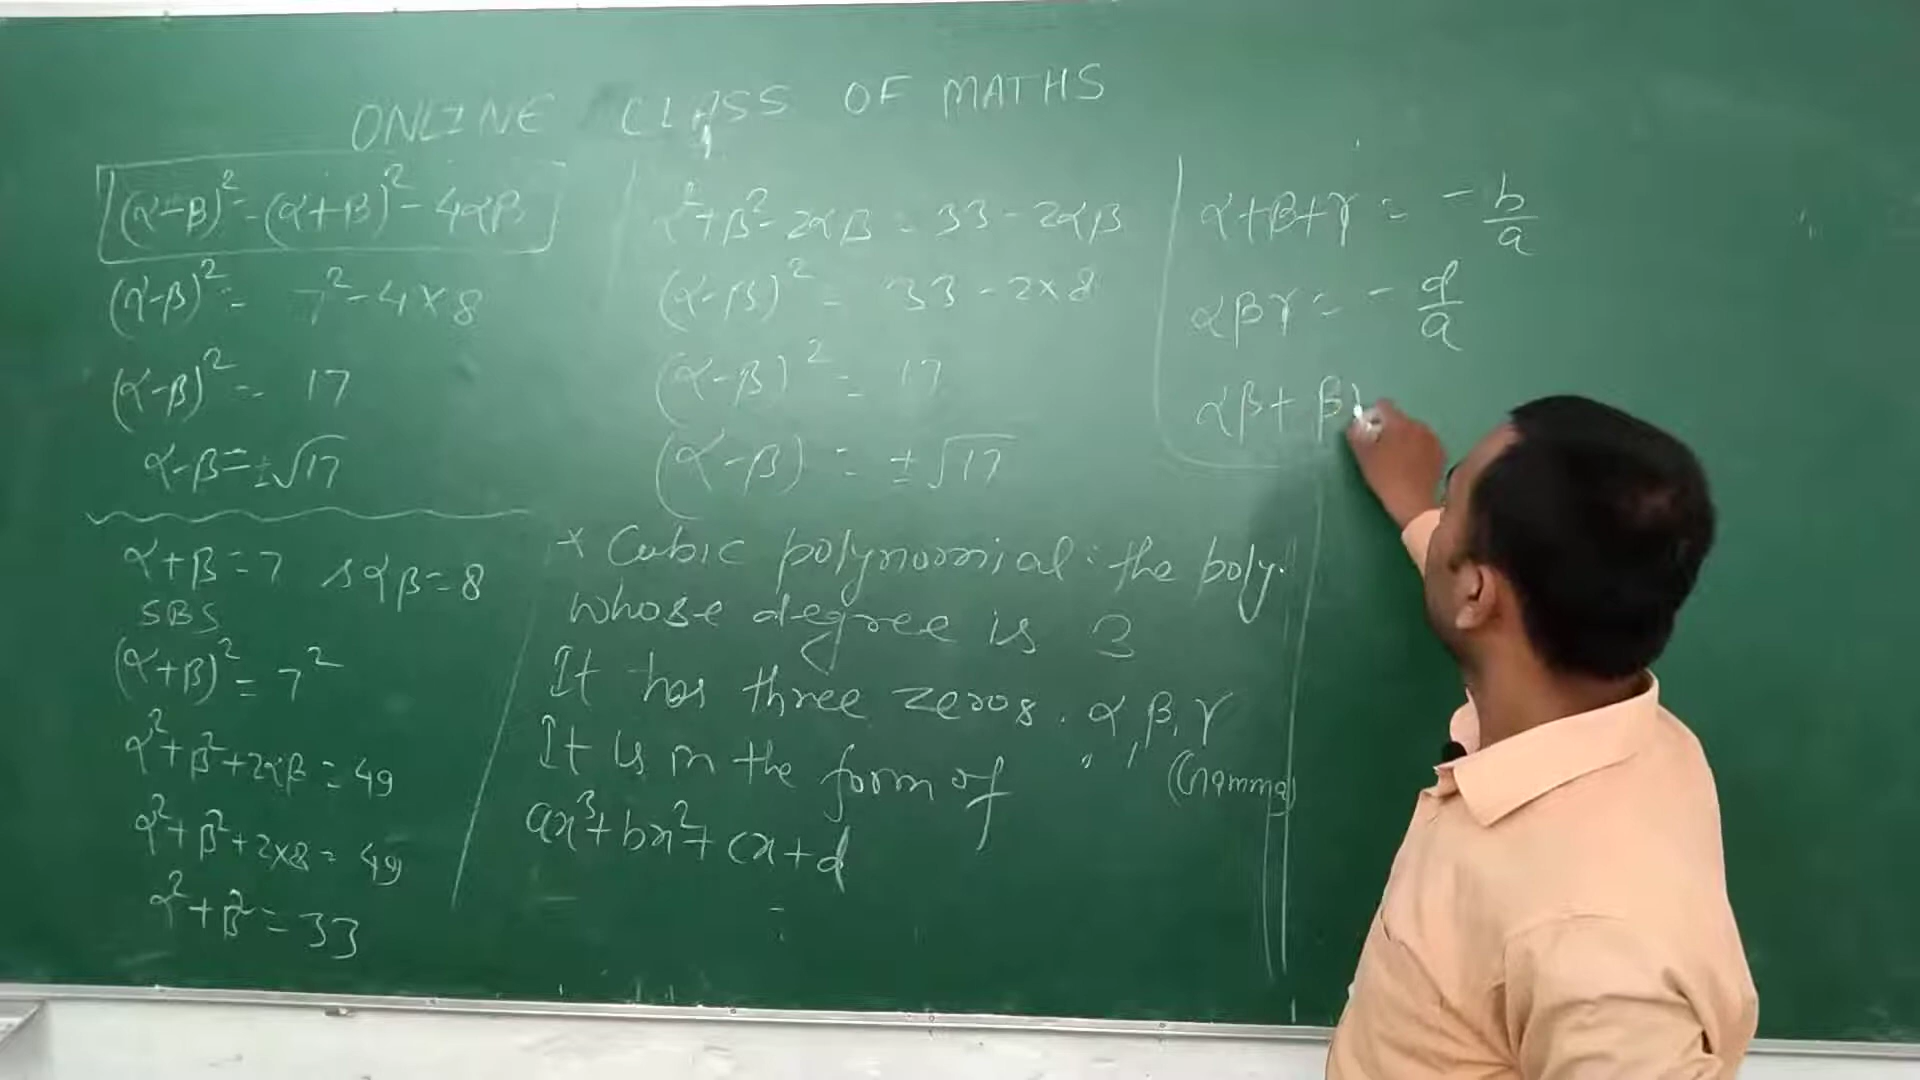 ONLINE CLASS OF MATHS
(α-β)² = (α+β)² - 4αβ
(α-β)² = 7² - 4×8
(α-β)² = 17
α-β = ±√17
α+β = 7 , αβ = 8
SBS
(α+β)² = 7²
α²+β²+2αβ = 49
α²+β²+2×8 = 49
α²+β² = 33
α²+β²-2αβ = 33-2αβ
(α-β)² = 33-2×8
(α-β)² = 17
(α-β) = ±√17
* Cubic polynomial: the poly.
whose degree is 3
It has three zeros. α, β, γ
(Gamma)
It is in the form of
ax³+bx²+cx+d
α+β+γ = -b/a
αβγ = -d/a
αβ + βγ